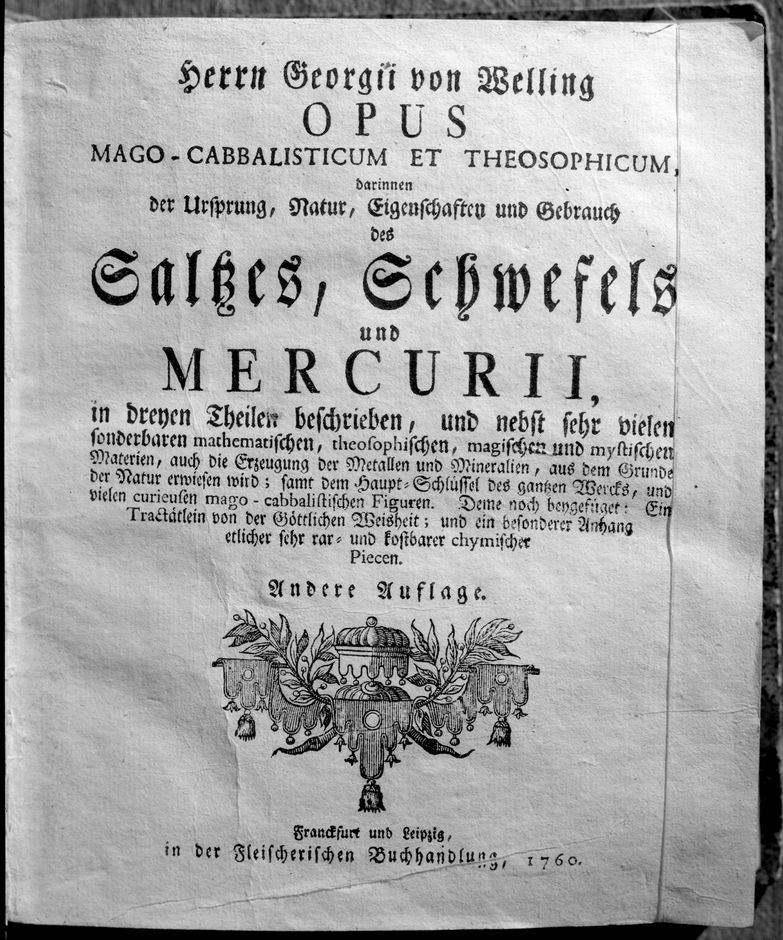 Herrn Georgii von Welling
OPUS
MAGO-CABBALISTICUM ET THEOSOPHICUM,
darinnen
der Ursprung, Natur, Eigenschaften und Gebrauch
des
Saltzes, Schwefels
und
MERCURII,
in dreyen Theilen beschrieben, und nebst sehr vielen
sonderbaren mathematischen, theosophischen, magischen und mystischen
Materien, auch die Erzeugung der Metallen und Mineralien, aus dem Grunde
der Natur erwiesen wird; samt dem Haupt-Schlüssel des gantzen Wercks, und
vielen curieusen mago-cabbalistischen Figuren. Deme noch beygefüget: Ein
Tractätlein von der Göttlichen Weisheit; und ein besonderer Anhang
etlicher sehr rar- und kostbarer chymischer
Piecen.
Andere Auflage.
Franckfurt und Leipzig,
in der Fleischerischen Buchhandlung, 1760.